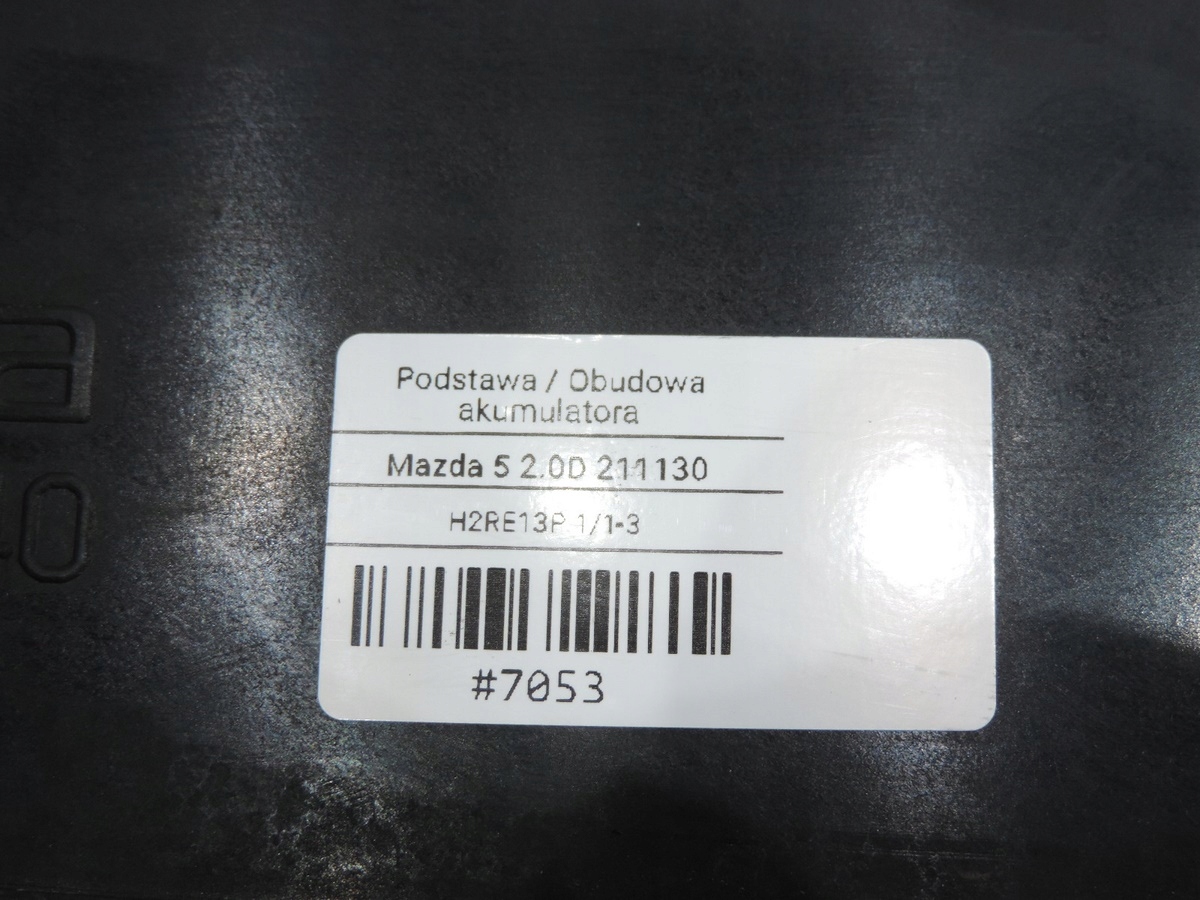 Podstawa / Obudowa
akumulatora
Mazda 5 2.0D 211130
H2RE13P 1/1-3
#7053